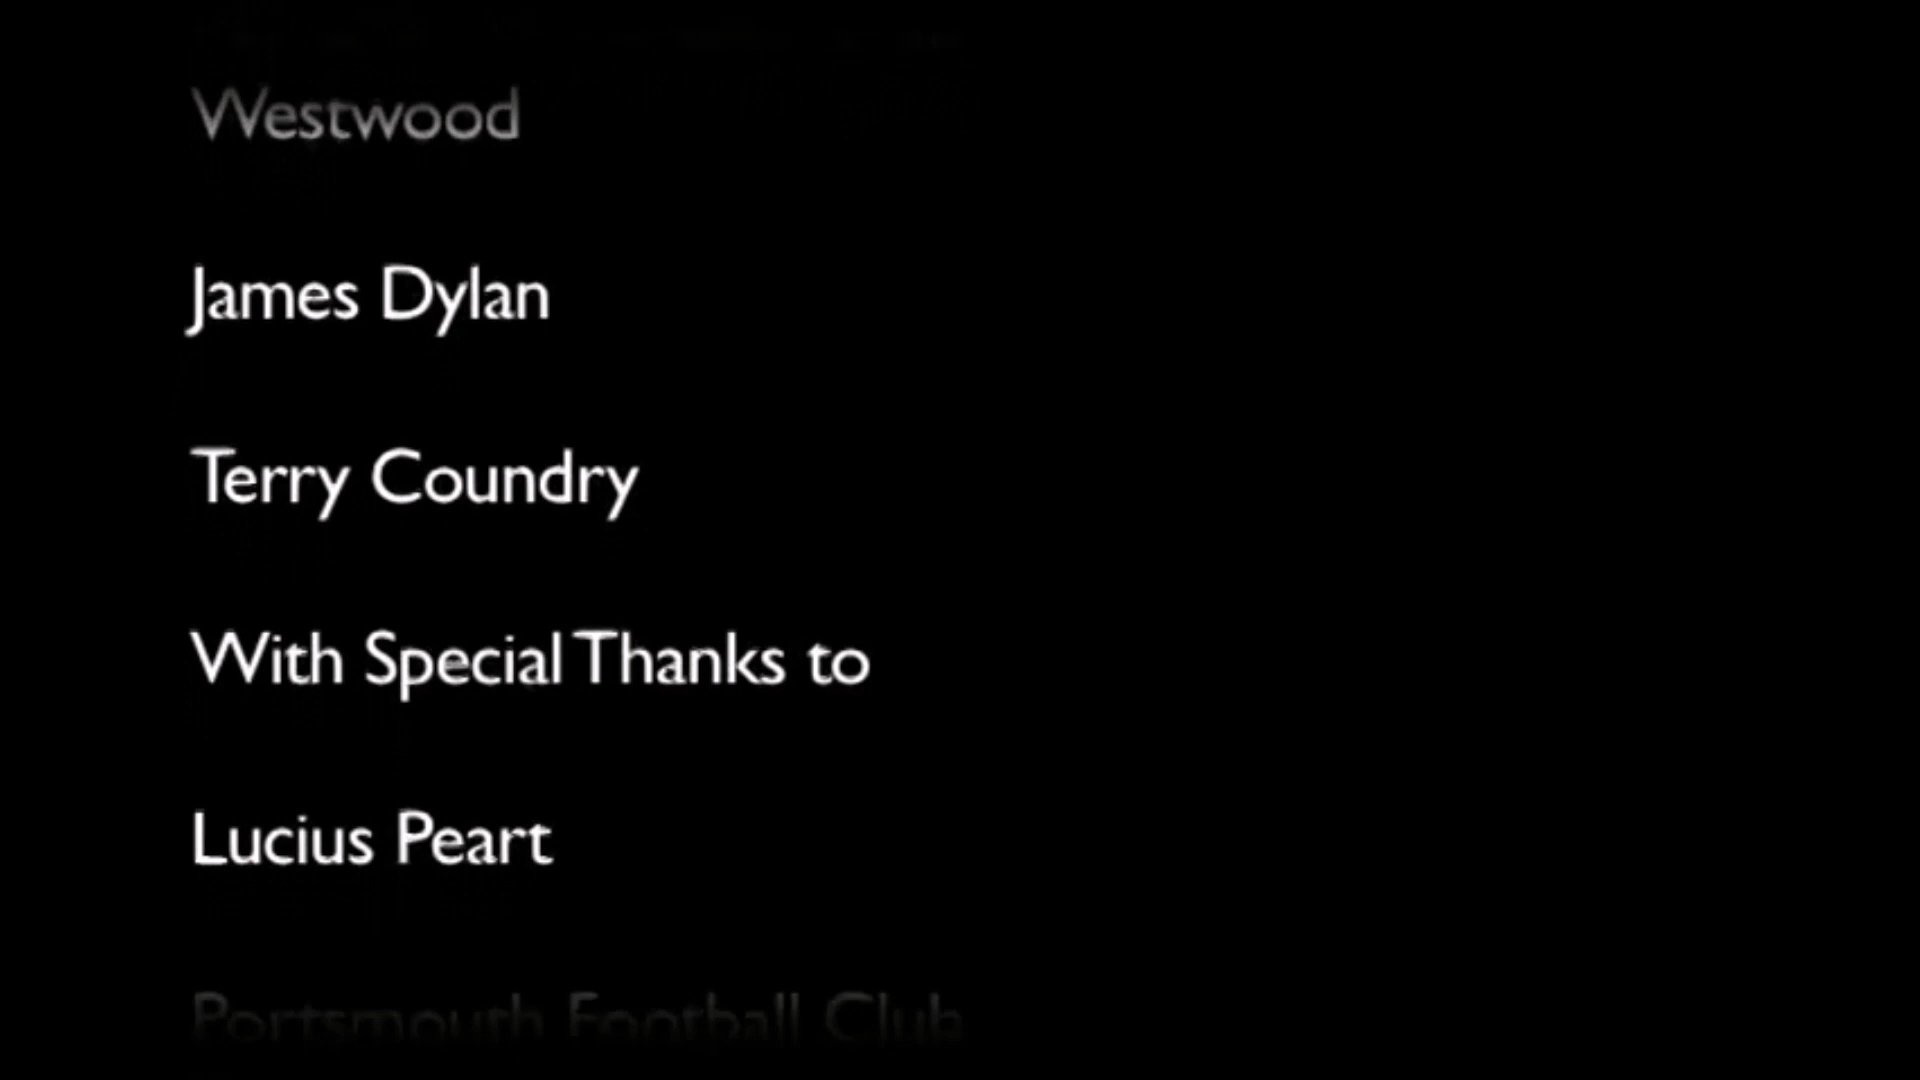 Westwood
James Dylan
Terry Coundry
With Special Thanks to
Lucius Peart
Portsmouth Football Club